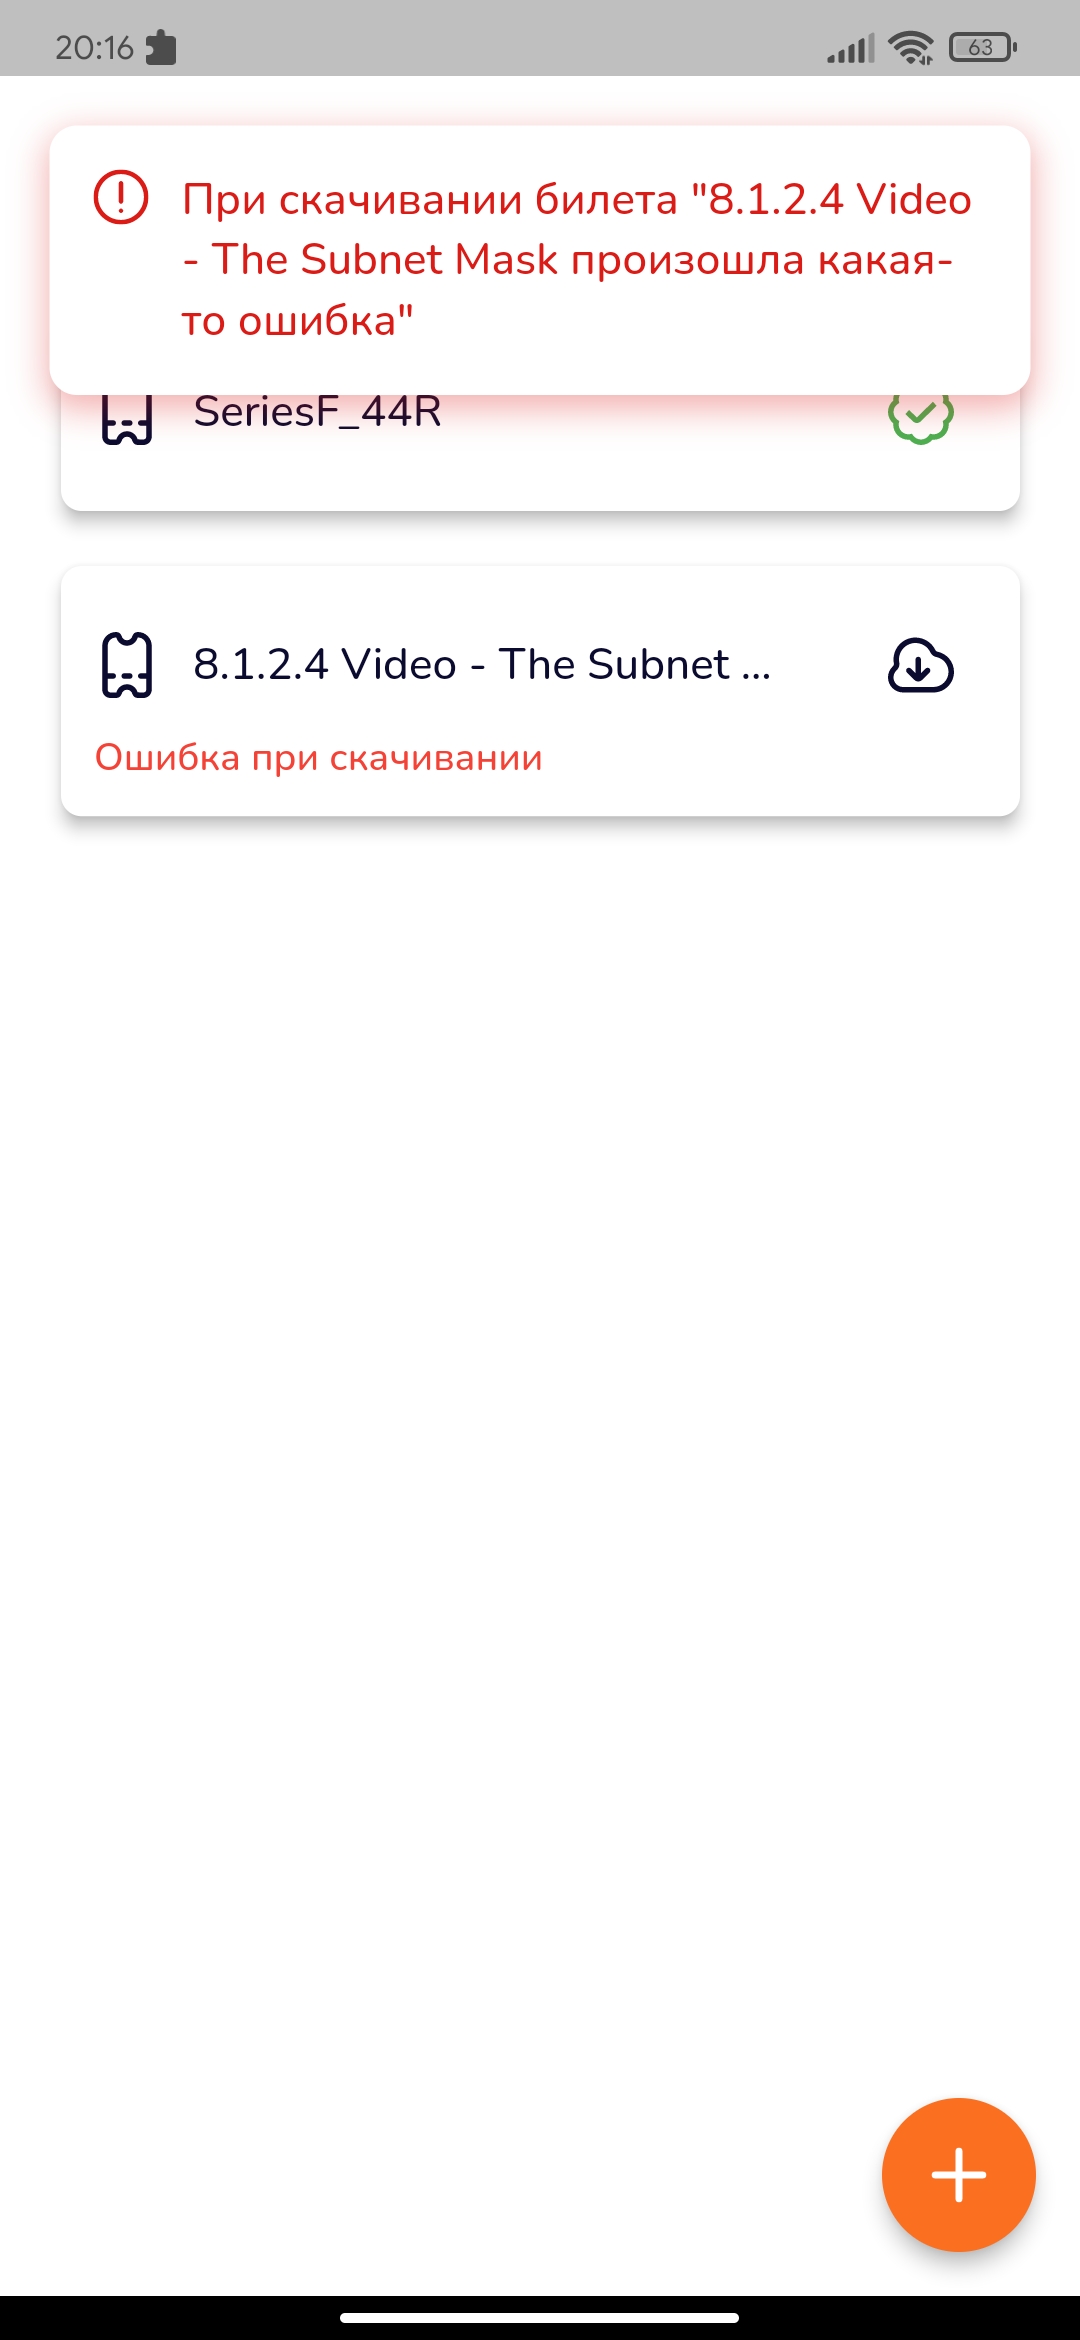 20:16
63
При скачивании билета "8.1.2.4 Video
- The Subnet Mask произошла какая-
то ошибка"
SeriesF_44R
8.1.2.4 Video - The Subnet ...
Ошибка при скачивании